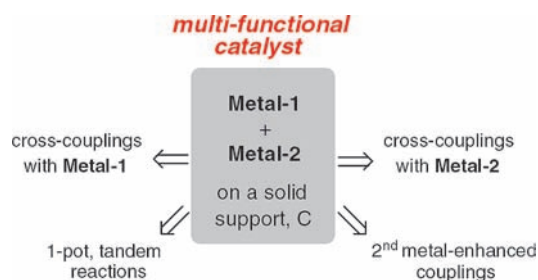 multi-functional
catalyst
Metal-1
+
Metal-2
on a solid
support, C
cross-couplings
with Metal-1
cross-couplings
with Metal-2
1-pot, tandem
reactions
2nd metal-enhanced
couplings